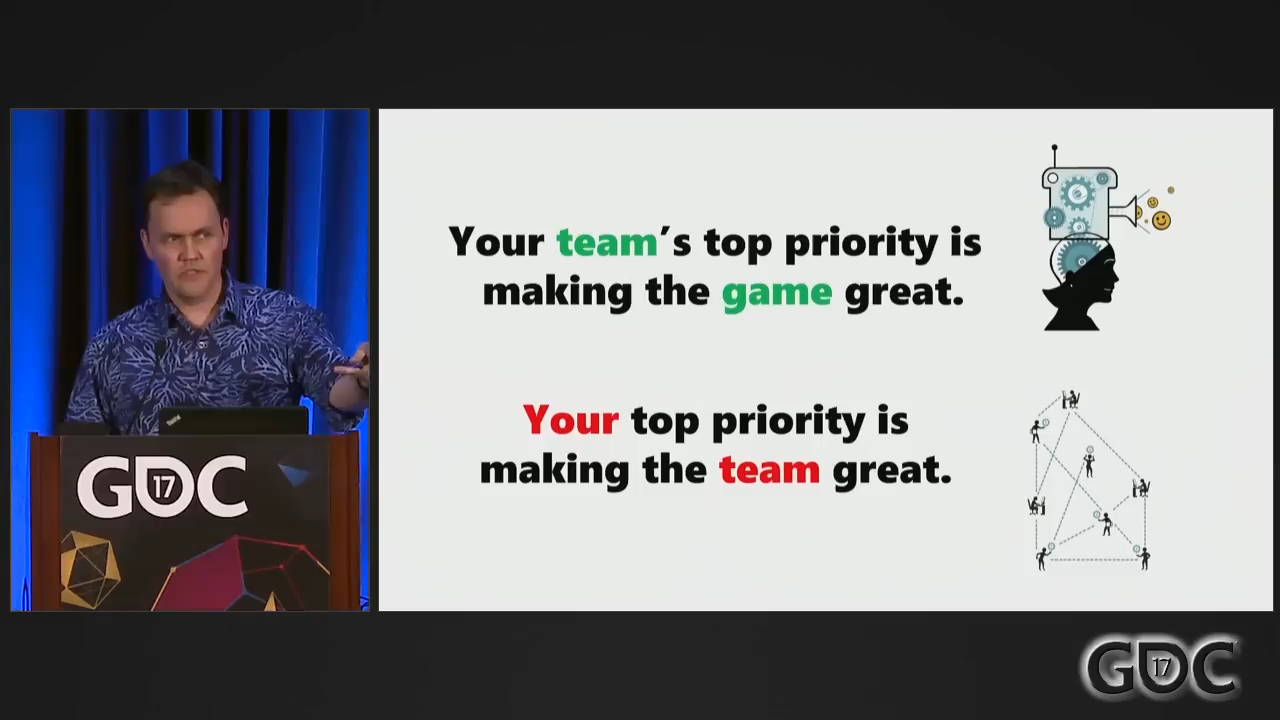 Your team's top priority is
making the game great.
Your top priority is
making the team great.
GDC
17
GDC
17